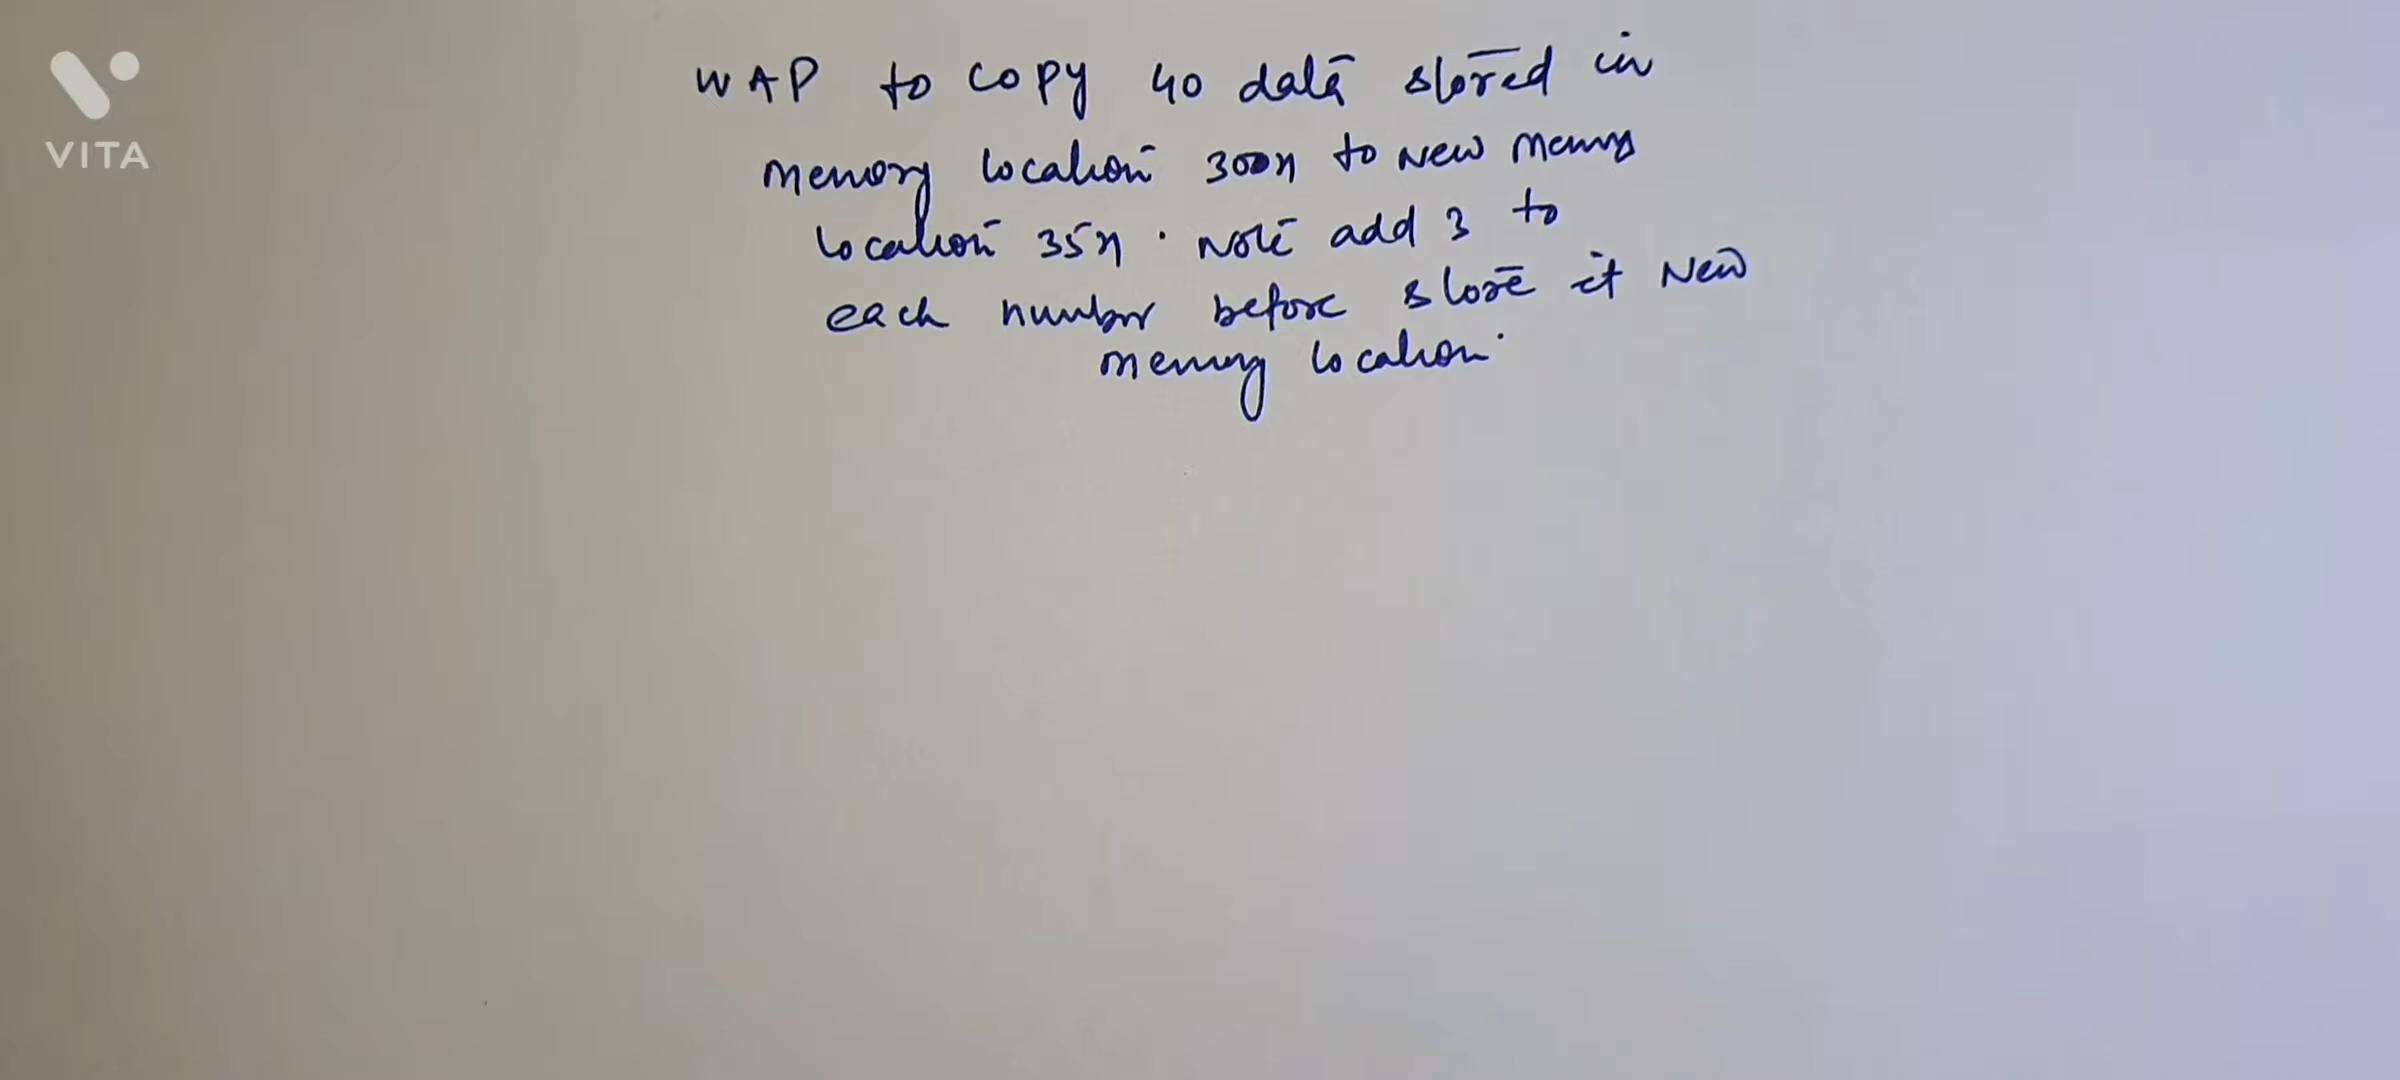 VITA
WAP to copy 40 data stored in
memory location 300H to New memory
location 35H. Note add 3 to
each number before store it New
memory location.